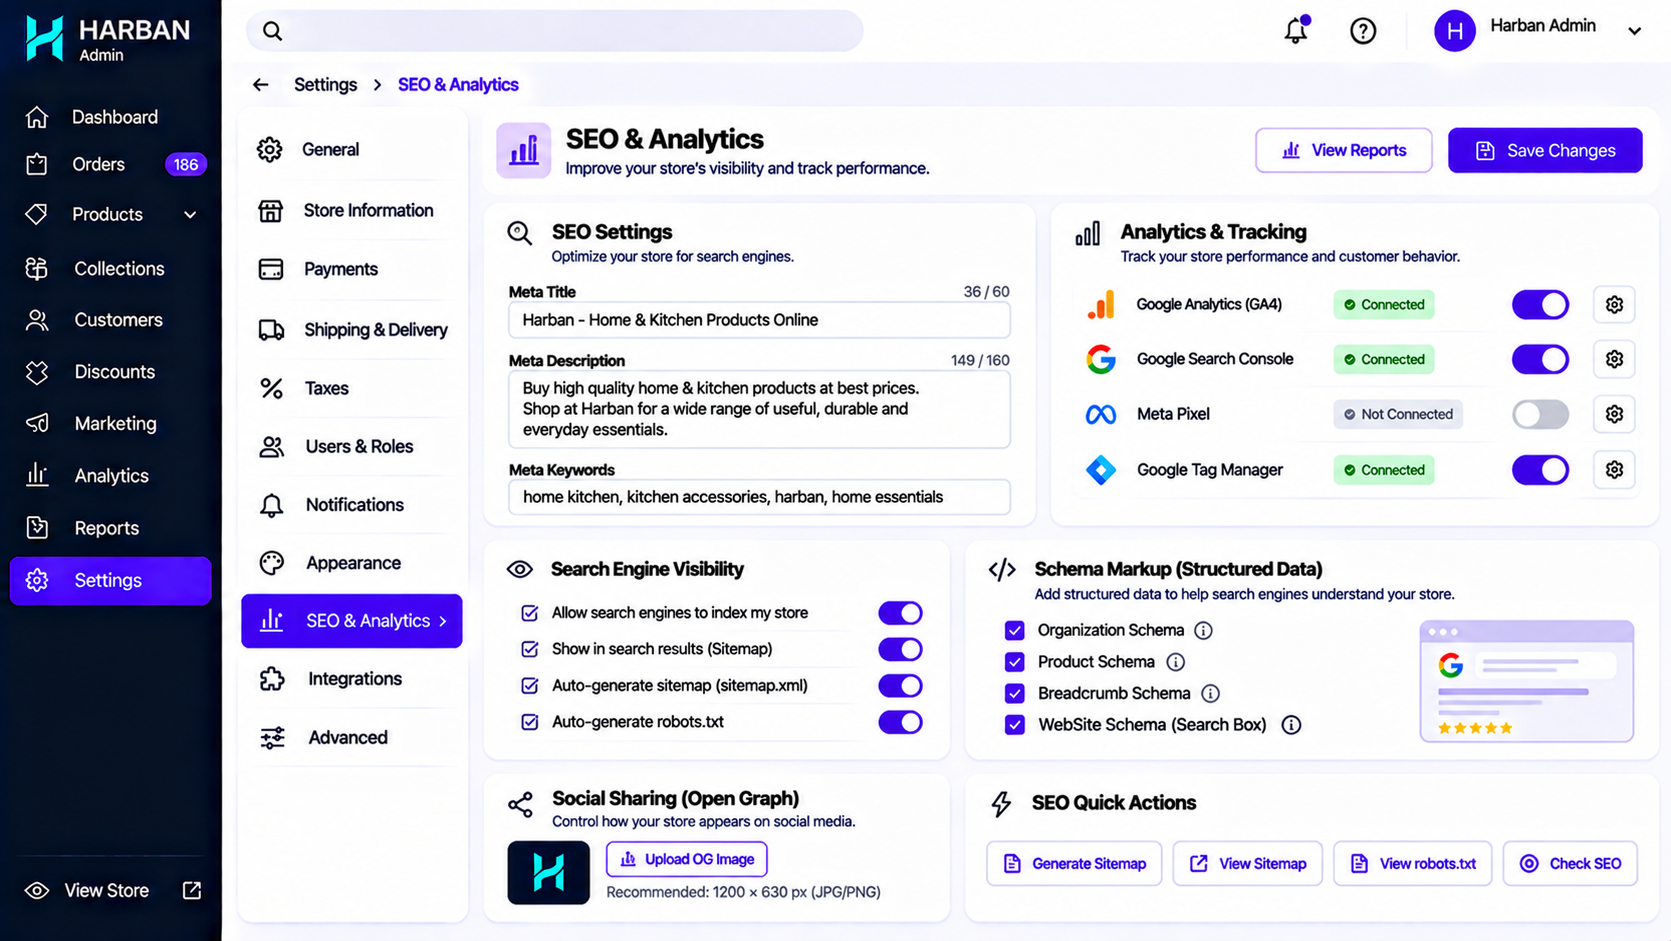 HARBAN
Admin
Dashboard
Orders 186
Products
Collections
Customers
Discounts
Marketing
Analytics
Reports
Settings
View Store
H
Harban Admin
Settings > SEO & Analytics
General
Store Information
Payments
Shipping & Delivery
Taxes
Users & Roles
Notifications
Appearance
SEO & Analytics
Integrations
Advanced
SEO & Analytics
Improve your store's visibility and track performance.
View Reports
Save Changes
SEO Settings
Optimize your store for search engines.
Meta Title 36 / 60
Harban - Home & Kitchen Products Online
Meta Description 149 / 160
Buy high quality home & kitchen products at best prices.
Shop at Harban for a wide range of useful, durable and
everyday essentials.
Meta Keywords
home kitchen, kitchen accessories, harban, home essentials
Analytics & Tracking
Track your store performance and customer behavior.
Google Analytics (GA4) Connected
Google Search Console Connected
Meta Pixel Not Connected
Google Tag Manager Connected
Search Engine Visibility
Allow search engines to index my store
Show in search results (Sitemap)
Auto-generate sitemap (sitemap.xml)
Auto-generate robots.txt
Schema Markup (Structured Data)
Add structured data to help search engines understand your store.
Organization Schema
Product Schema
Breadcrumb Schema
WebSite Schema (Search Box)
Social Sharing (Open Graph)
Control how your store appears on social media.
Upload OG Image
Recommended: 1200 × 630 px (JPG/PNG)
SEO Quick Actions
Generate Sitemap
View Sitemap
View robots.txt
Check SEO